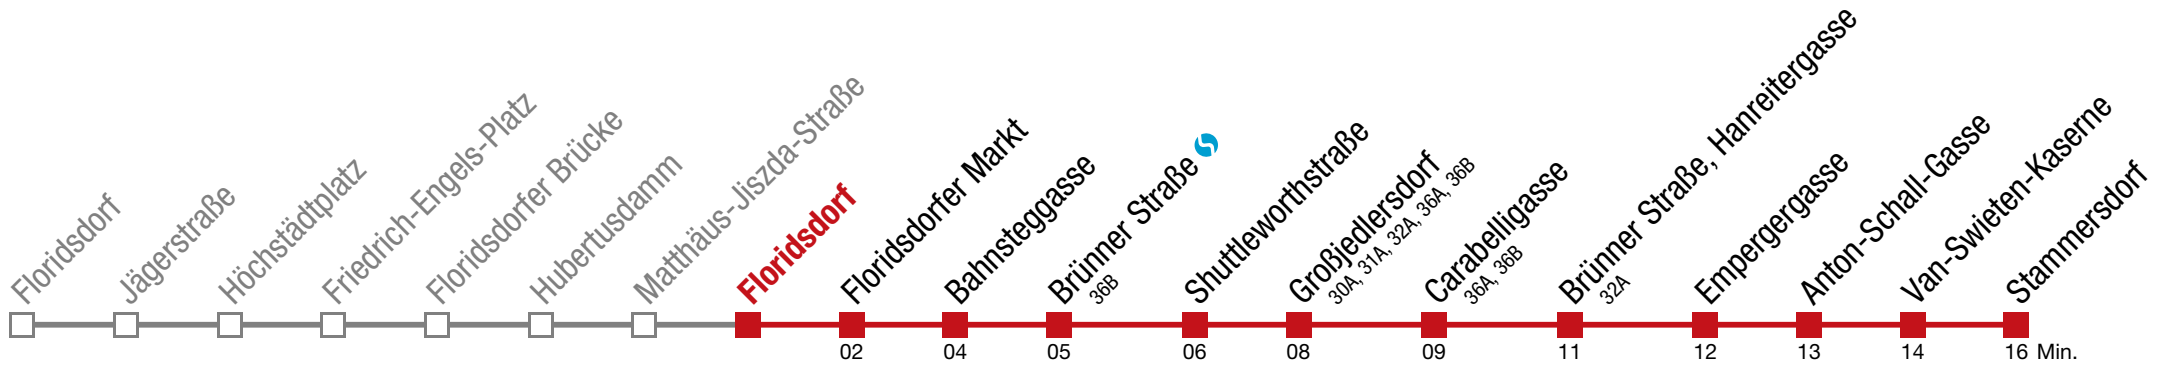 Floridsdorf
Jägerstraße
Höchstädtplatz
Friedrich-Engels-Platz
Floridsdorfer Brücke
Hubertusdamm
Matthäus-Jiszda-Straße
Floridsdorf
Floridsdorfer Markt
Bahnsteggasse
Brünner Straße
36B
Shuttleworthstraße
Großjedlersdorf
30A, 31A, 32A, 36A, 36B
Carabelligasse
36A, 36B
Brünner Straße, Hanreitergasse
32A
Empergergasse
Anton-Schall-Gasse
Van-Swieten-Kaserne
Stammersdorf
02 04 05 06 08 09 11 12 13 14 16 Min.